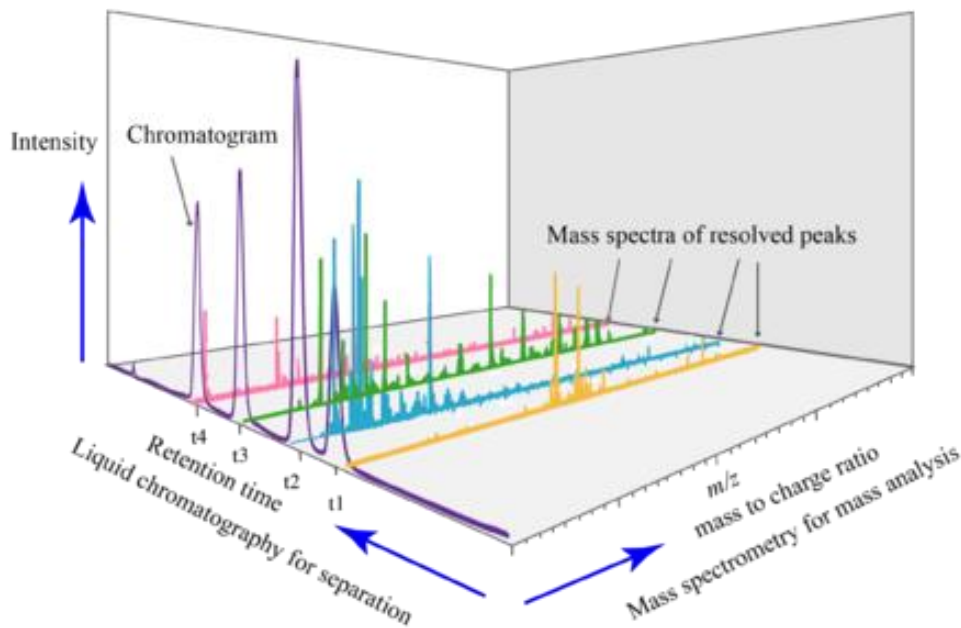 Intensity
Chromatogram
Mass spectra of resolved peaks
t4
t3
t2
t1
Retention time
Liquid chromatography for separation
m/z
mass to charge ratio
Mass spectrometry for mass analysis